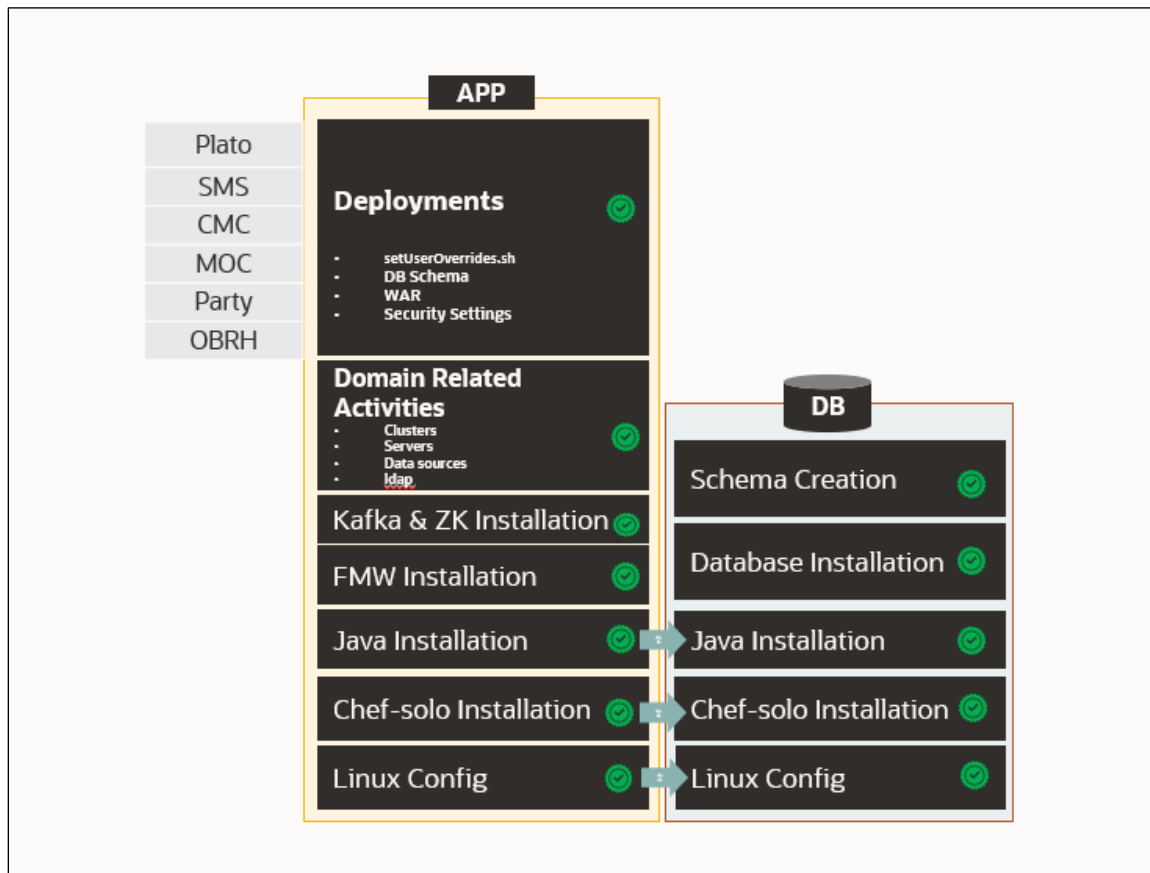 APP
Plato
SMS
CMC
MOC
Party
OBRH
Deployments
- setUserOverrides.sh
- DB Schema
- WAR
- Security Settings
Domain Related
Activities
- Clusters
- Servers
- Data sources
- ldap
Kafka & ZK Installation
FMW Installation
Java Installation
Chef-solo Installation
Linux Config
DB
Schema Creation
Database Installation
Java Installation
Chef-solo Installation
Linux Config